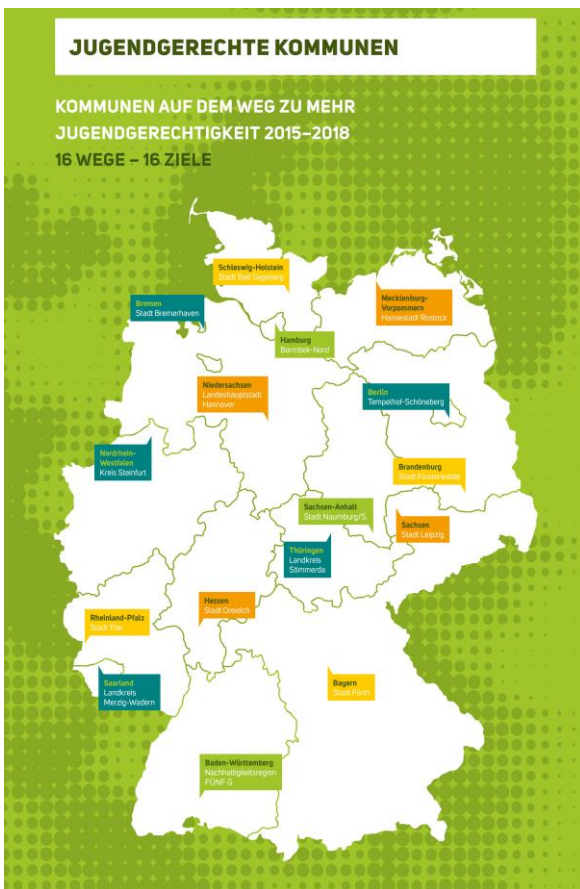 JUGENDGERECHTE KOMMUNEN
KOMMUNEN AUF DEM WEG ZU MEHR
JUGENDGERECHTIGKEIT 2015–2018
16 WEGE – 16 ZIELE
Schleswig-Holstein
Stadt Bad Segeberg
Bremen
Stadt Bremerhaven
Mecklenburg-
Vorpommern
Hansestadt Rostock
Hamburg
Barmbek-Nord
Niedersachsen
Landeshauptstadt
Hannover
Berlin
Tempelhof-Schöneberg
Nordrhein-
Westfalen
Kreis Steinfurt
Brandenburg
Stadt Finsterwalde
Sachsen-Anhalt
Stadt Naumburg/S.
Sachsen
Stadt Leipzig
Thüringen
Landkreis
Sömmerda
Hessen
Stadt Dreieich
Rheinland-Pfalz
Stadt Trier
Saarland
Landkreis
Merzig-Wadern
Bayern
Stadt Fürth
Baden-Württemberg
Nachhaltigkeitsregion
FÜNF G